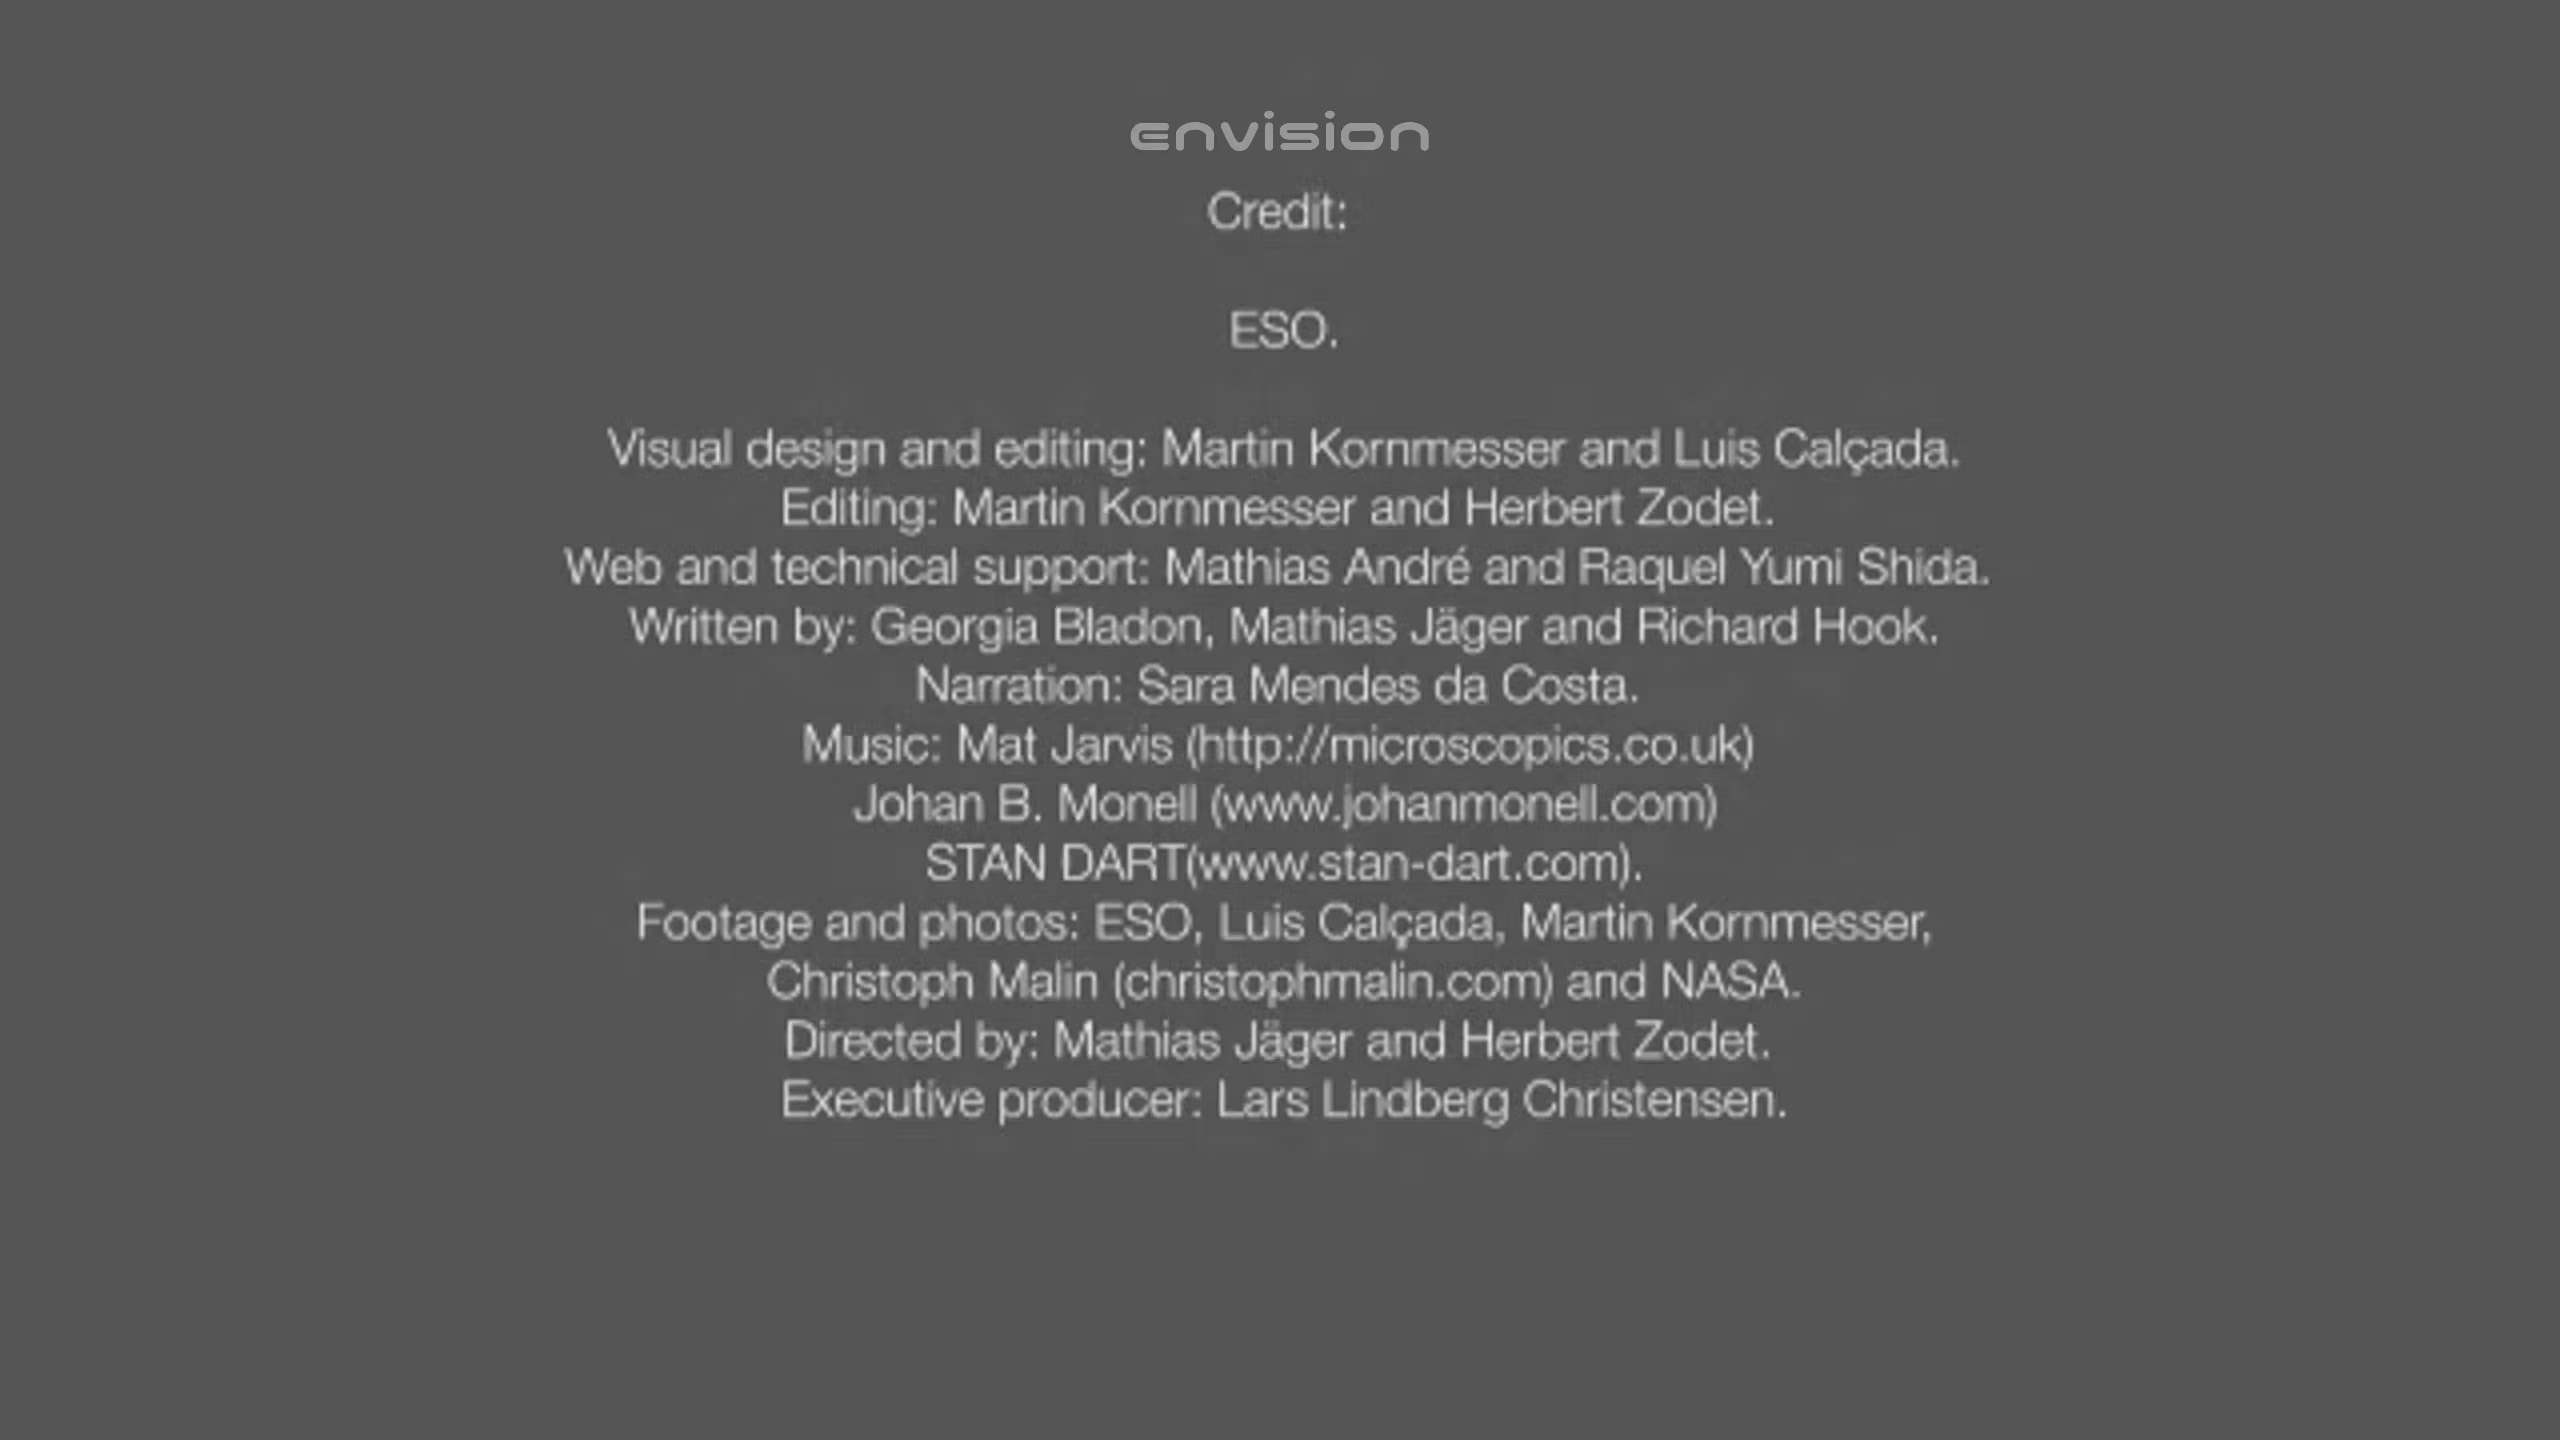 envision
Credit:
ESO.
Visual design and editing: Martin Kornmesser and Luis Calçada.
Editing: Martin Kornmesser and Herbert Zodet.
Web and technical support: Mathias André and Raquel Yumi Shida.
Written by: Georgia Bladon, Mathias Jäger and Richard Hook.
Narration: Sara Mendes da Costa.
Music: Mat Jarvis (http://microscopics.co.uk)
Johan B. Monell (www.johanmonell.com)
STAN DART(www.stan-dart.com).
Footage and photos: ESO, Luis Calçada, Martin Kornmesser,
Christoph Malin (christophmalin.com) and NASA.
Directed by: Mathias Jäger and Herbert Zodet.
Executive producer: Lars Lindberg Christensen.